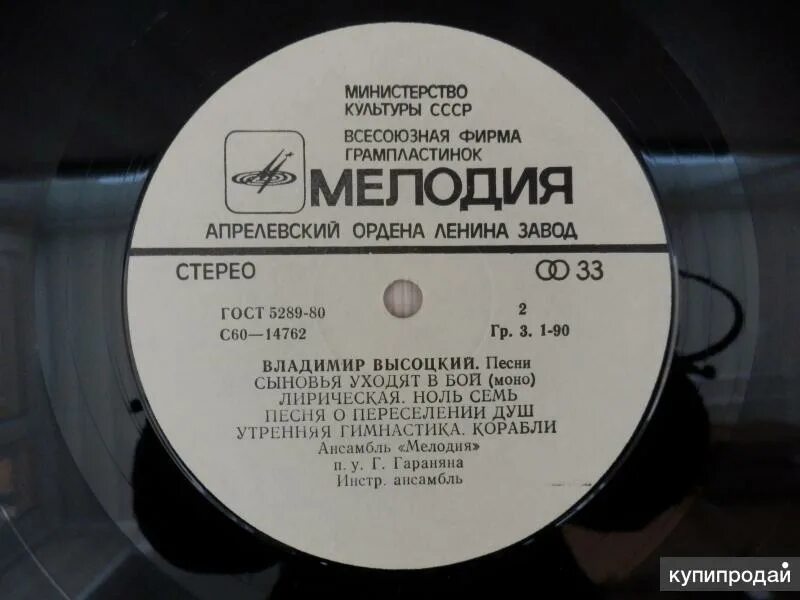 МИНИСТЕРСТВО
КУЛЬТУРЫ СССР
ВСЕСОЮЗНАЯ ФИРМА
ГРАМПЛАСТИНОК
МЕЛОДИЯ
АПРЕЛЕВСКИЙ ОРДЕНА ЛЕНИНА ЗАВОД
СТЕРЕО 33
ГОСТ 5289-80 2
С60—14762 Гр. 3. 1-90
ВЛАДИМИР ВЫСОЦКИЙ. Песни
СЫНОВЬЯ УХОДЯТ В БОЙ (моно)
ЛИРИЧЕСКАЯ. НОЛЬ СЕМЬ
ПЕСНЯ О ПЕРЕСЕЛЕНИИ ДУШ
УТРЕННЯЯ ГИМНАСТИКА. КОРАБЛИ
Ансамбль «Мелодия»
п. у. Г. Гараняна
Инстр. ансамбль
купипродай